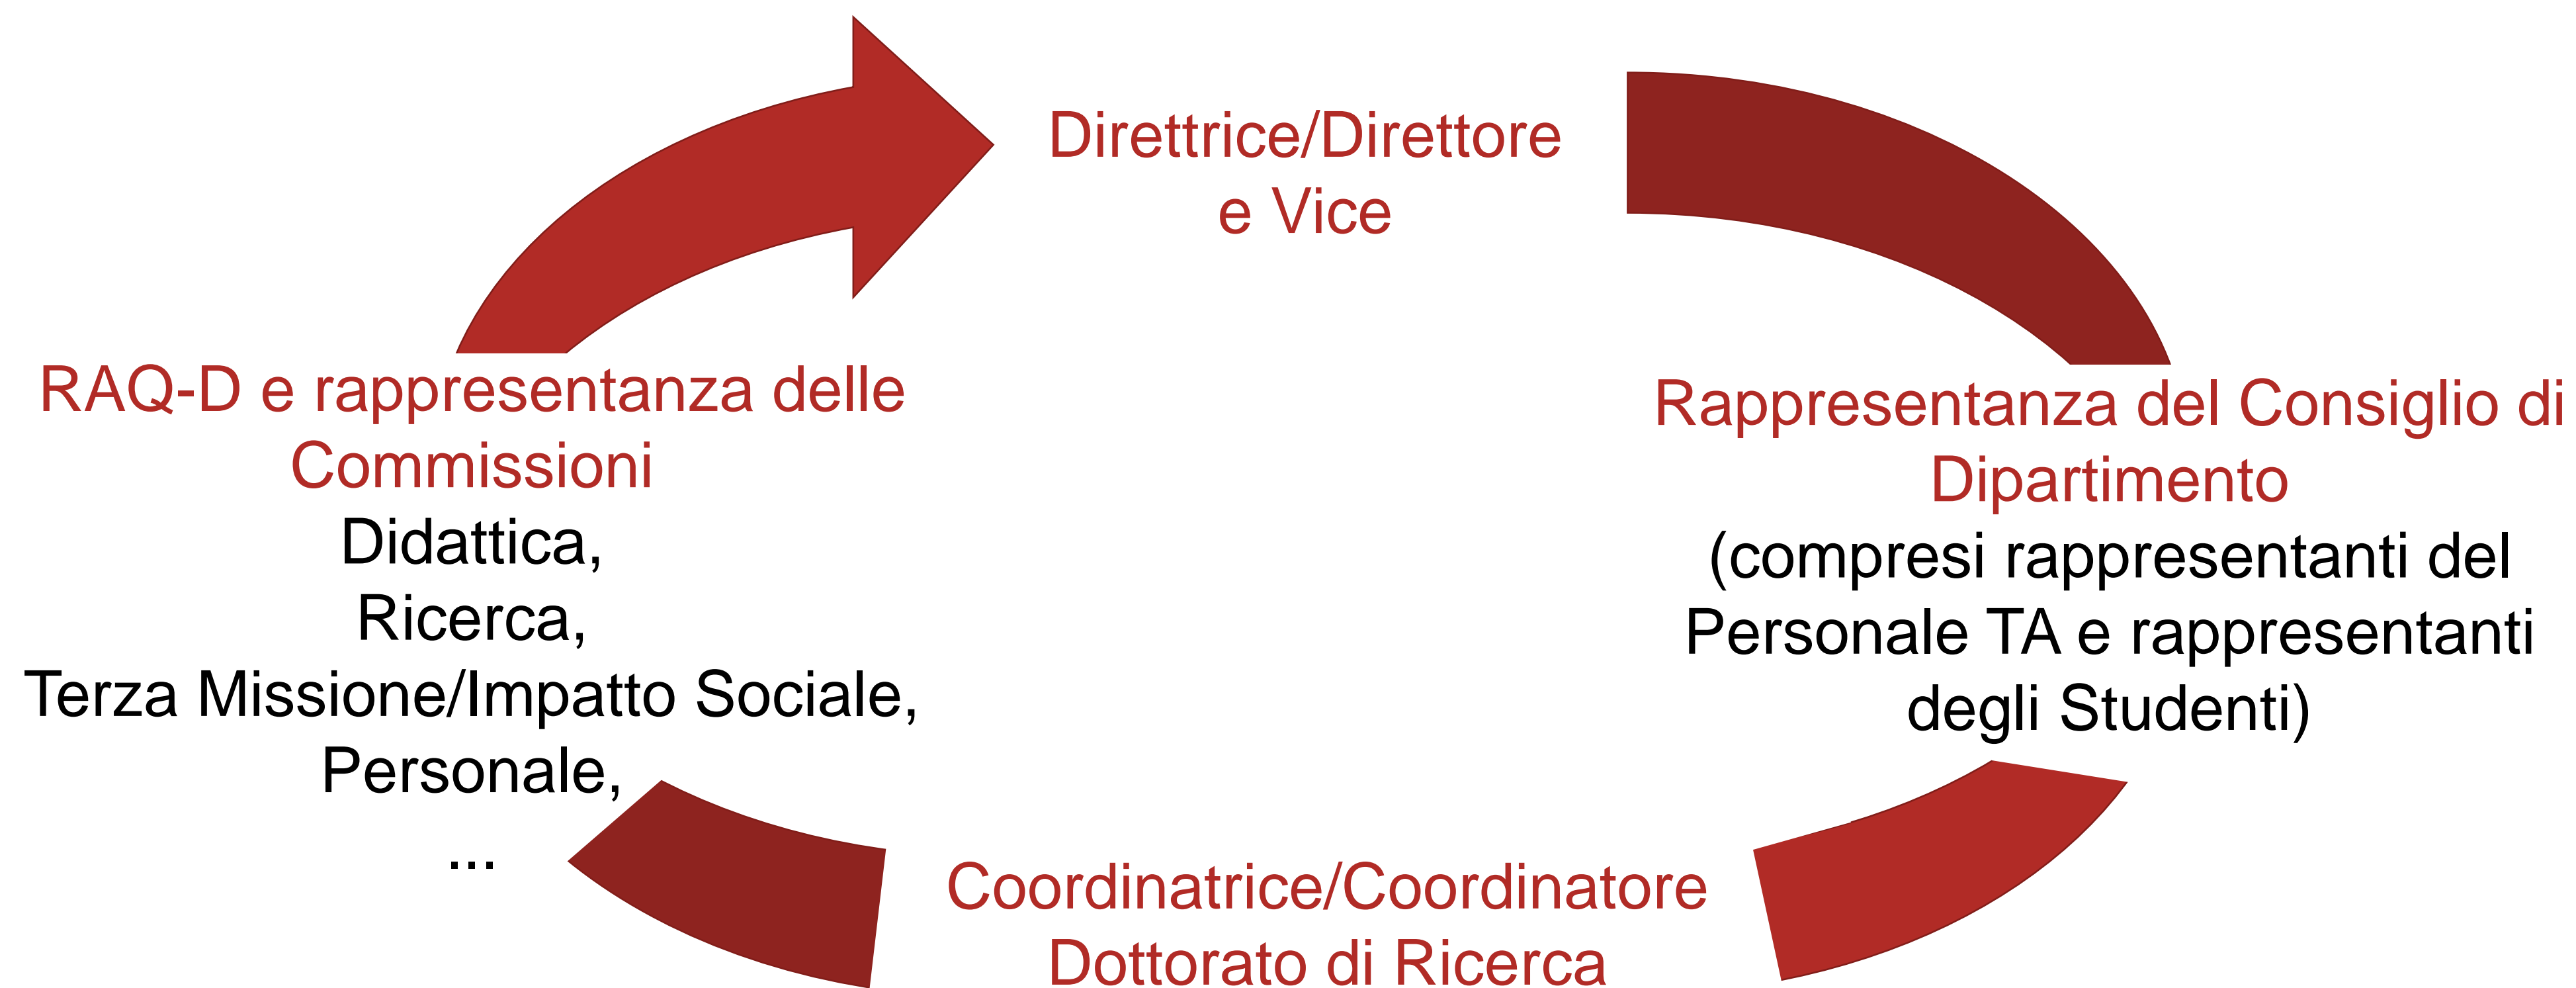 Direttrice/Direttore
e Vice
RAQ-D e rappresentanza delle
Commissioni
Didattica,
Ricerca,
Terza Missione/Impatto Sociale,
Personale,
...
Rappresentanza del Consiglio di
Dipartimento
(compresi rappresentanti del
Personale TA e rappresentanti
degli Studenti)
Coordinatrice/Coordinatore
Dottorato di Ricerca